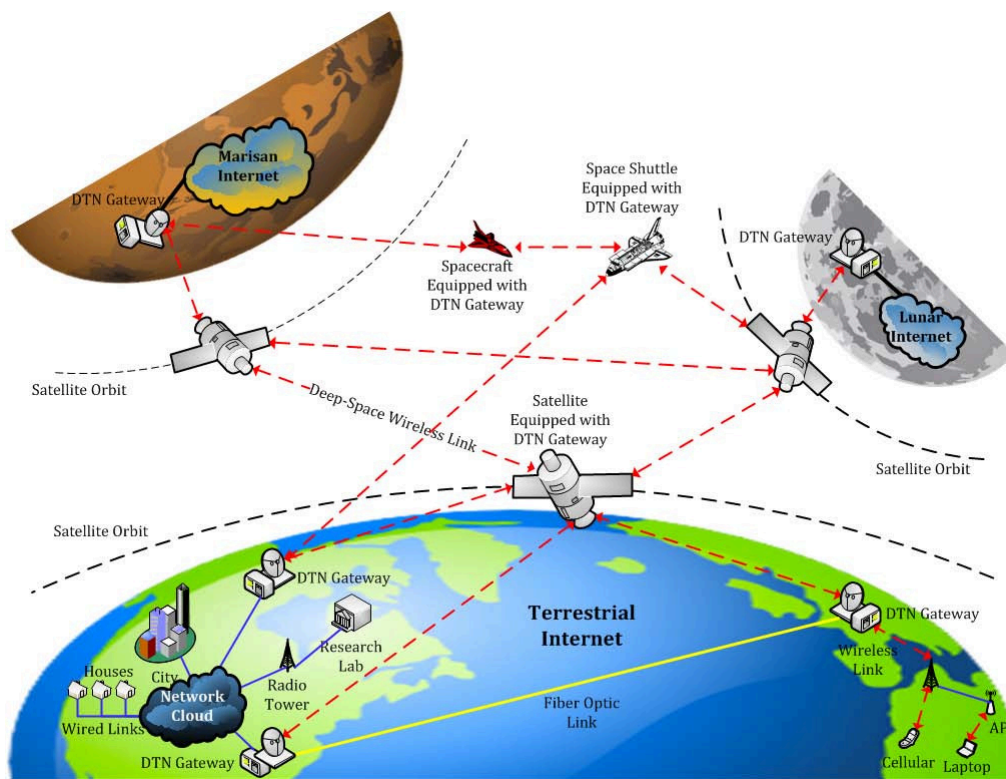 Marisan
Internet
DTN Gateway
Space Shuttle
Equipped with
DTN Gateway
Spacecraft
Equipped with
DTN Gateway
DTN Gateway
Lunar
Internet
Satellite Orbit
Deep-Space Wireless Link
Satellite
Equipped with
DTN Gateway
Satellite Orbit
Satellite Orbit
DTN Gateway
Terrestrial
Internet
DTN Gateway
Research
Lab
Radio
Tower
Houses
City
Network
Cloud
Wired Links
DTN Gateway
Fiber Optic
Link
Wireless
Link
AP
Cellular
Laptop